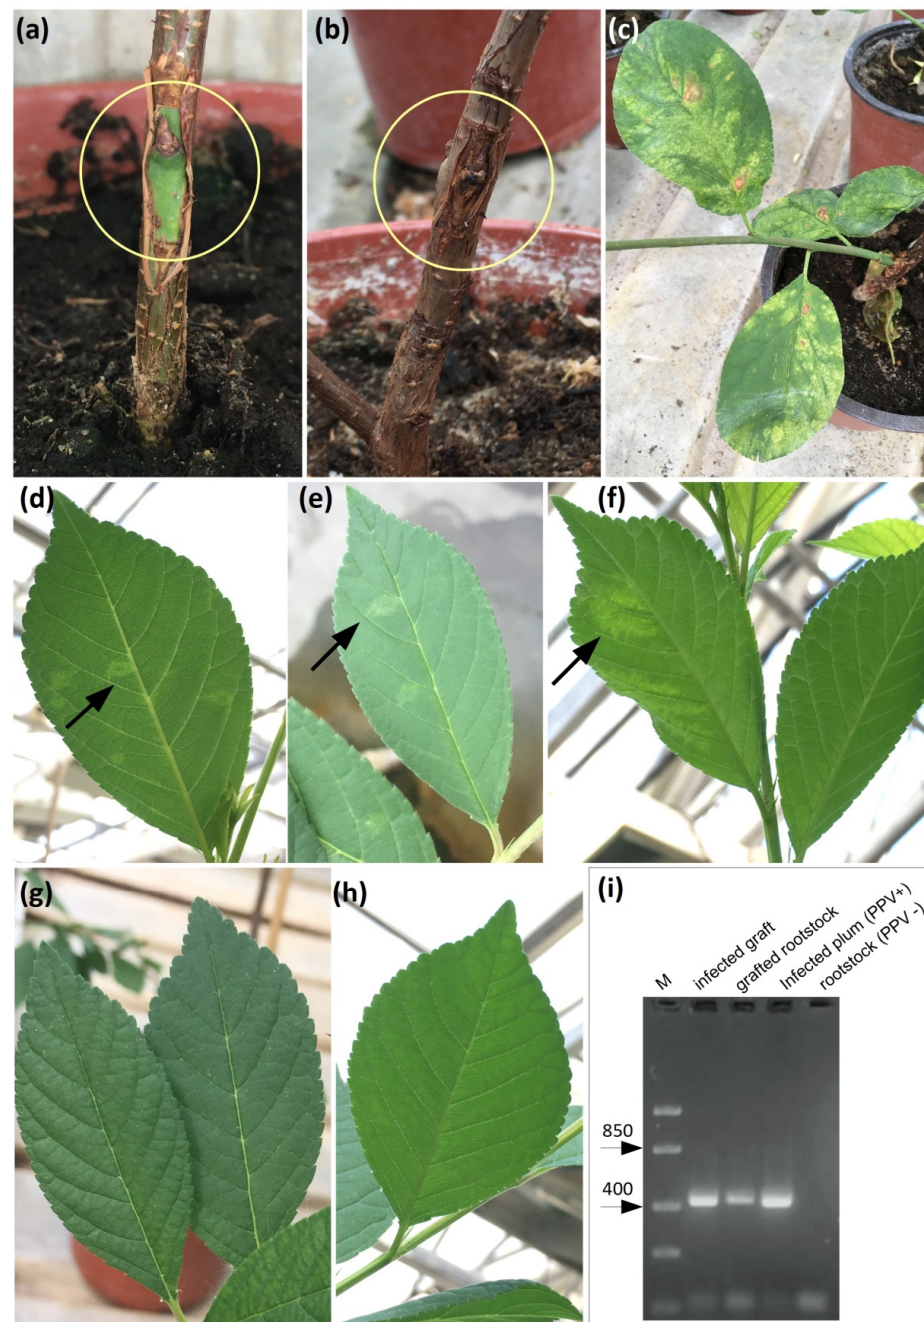 (a)
(b)
(c)
(d)
(e)
(f)
(g)
(h)
(i)
M
infected graft
grafted rootstock
Infected plum (PPV+)
rootstock (PPV -)
850
400